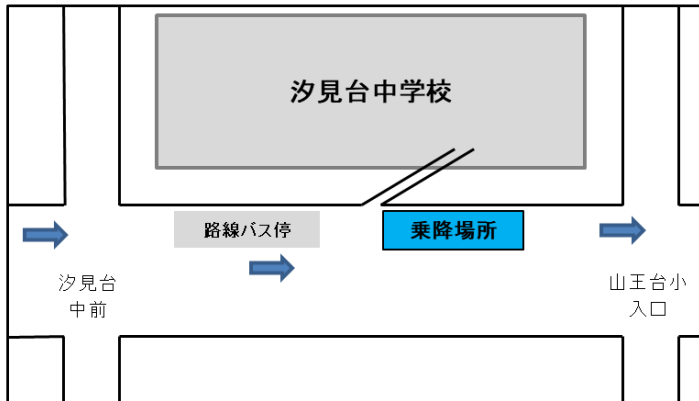 汐見台中学校
路線バス停
乗降場所
汐見台
中前
山王台小
入口